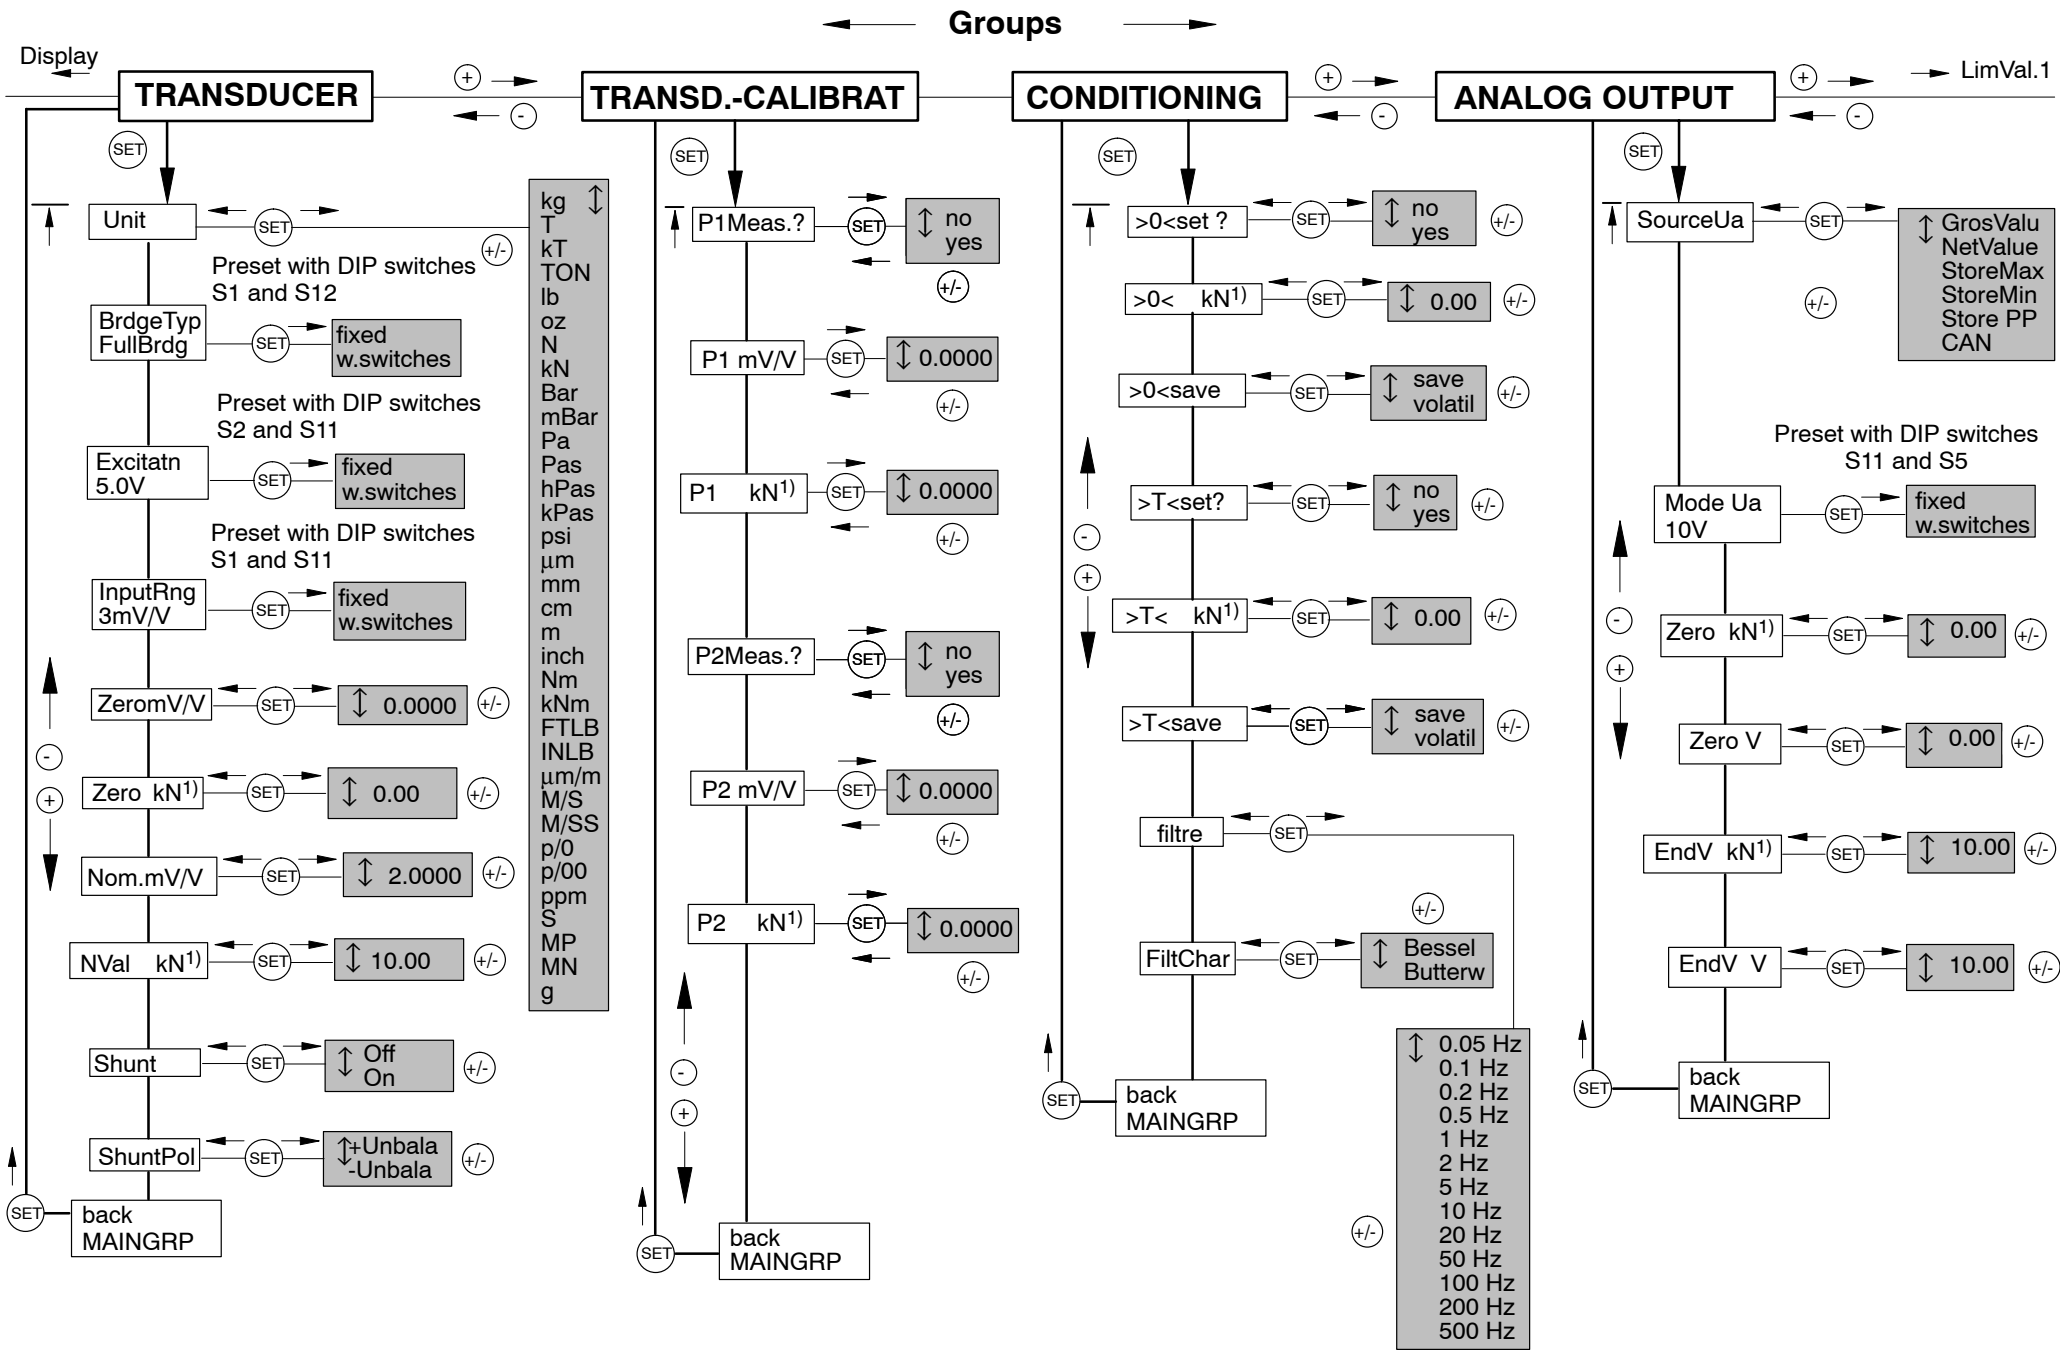 Groups
Display
LimVal.1
TRANSDUCER
+
-
TRANSD.-CALIBRAT
CONDITIONING
+
-
ANALOG OUTPUT
+
-
SET
Unit
SET
+/-
kg
T
kT
TON
lb
oz
N
kN
Bar
mBar
Pa
Pas
hPas
kPas
psi
μm
mm
cm
m
inch
Nm
kNm
FTLB
INLB
μm/m
M/S
M/SS
p/0
p/00
ppm
S
MP
MN
g
Preset with DIP switches
S1 and S12
BrdgeTyp
FullBrdg
SET
fixed
w.switches
Preset with DIP switches
S2 and S11
Excitatn
5.0V
SET
fixed
w.switches
Preset with DIP switches
S1 and S11
InputRng
3mV/V
SET
fixed
w.switches
-
+
ZeromV/V
SET
0.0000
+/-
Zero kN1)
SET
0.00
+/-
Nom.mV/V
SET
2.0000
+/-
NVal kN1)
SET
10.00
+/-
Shunt
SET
Off
On
+/-
ShuntPol
SET
+Unbala
-Unbala
+/-
SET
back
MAINGRP
SET
P1Meas.?
SET
no
yes
+/-
P1 mV/V
SET
0.0000
+/-
P1 kN1)
SET
0.0000
+/-
P2Meas.?
SET
no
yes
+/-
P2 mV/V
SET
0.0000
+/-
P2 kN1)
SET
0.0000
+/-
-
+
SET
back
MAINGRP
SET
>0<set ?
SET
no
yes
+/-
>0< kN1)
SET
0.00
+/-
>0<save
SET
save
volatil
+/-
-
+
>T<set?
SET
no
yes
+/-
>T< kN1)
SET
0.00
+/-
>T<save
SET
save
volatil
+/-
filtre
SET
FiltChar
SET
+/-
Bessel
Butterw
0.05 Hz
0.1 Hz
0.2 Hz
0.5 Hz
1 Hz
2 Hz
5 Hz
10 Hz
20 Hz
50 Hz
100 Hz
200 Hz
500 Hz
+/-
SET
back
MAINGRP
SET
SourceUa
SET
+/-
GrosValu
NetValue
StoreMax
StoreMin
Store PP
CAN
Preset with DIP switches
S11 and S5
Mode Ua
10V
SET
fixed
w.switches
-
+
Zero kN1)
SET
0.00
+/-
Zero V
SET
0.00
+/-
EndV kN1)
SET
10.00
+/-
EndV V
SET
10.00
+/-
SET
back
MAINGRP